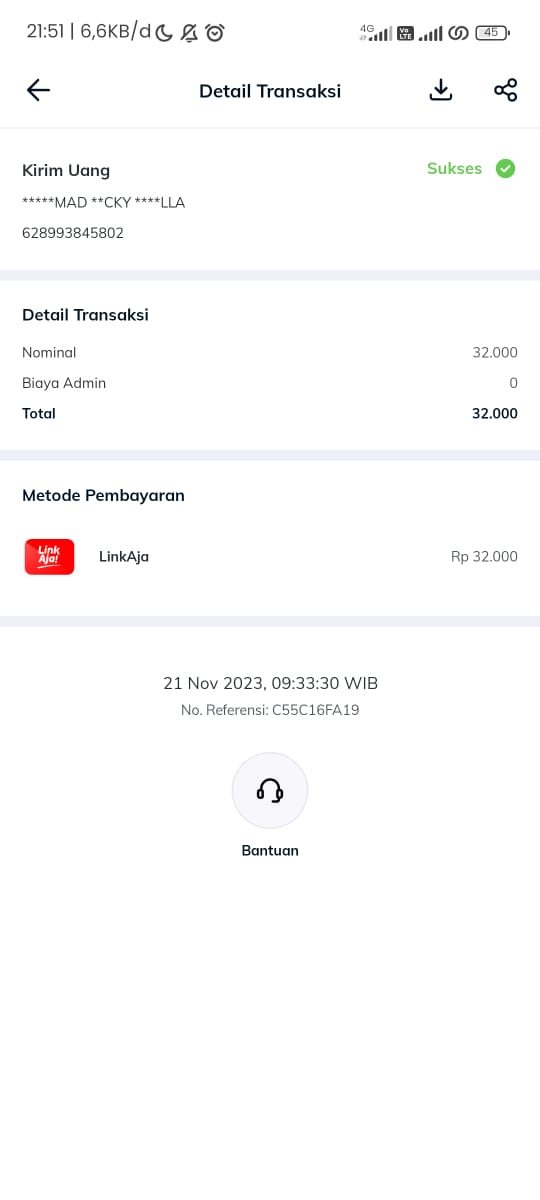 21:51 | 6,6KB/d 4G Vo LTE 45
Detail Transaksi
Kirim Uang Sukses
*****MAD **CKY ****LLA
628993845802
Detail Transaksi
Nominal 32.000
Biaya Admin 0
Total 32.000
Metode Pembayaran
Link
Aja!
LinkAja Rp 32.000
21 Nov 2023, 09:33:30 WIB
No. Referensi: C55C16FA19
Bantuan